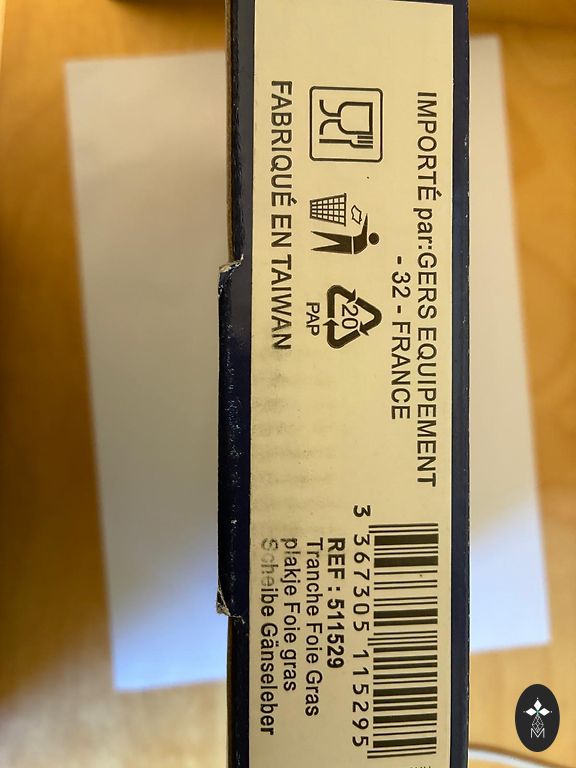 IMPORTÉ par:GERS EQUIPEMENT
- 32 - FRANCE
20
PAP
FABRIQUÉ EN TAIWAN
3 367305 115295
REF : 511529
Tranche Foie Gras
plakje Foie gras
Scheibe Gänseleber